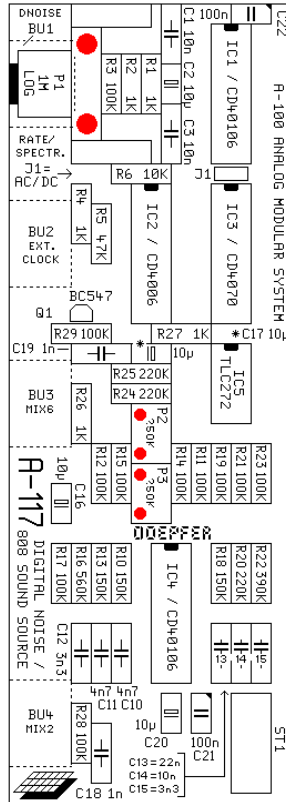 DNOISE
BU1
P1
1M
LOG
RATE/
SPECTR.
J1=
AC/DC
BU2
EXT.
CLOCK
Q1
BC547
C19 1n
BU3
MIX6
10µ
C16
A-117
DIGITAL NOISE /
808 SOUND SOURCE
BU4
MIX2
C18 1n
R3 100K
R2 1K
R1 1K
C1 10n
C2 10µ
C3 10n
100n
C22
IC1 / CD40106
A-100 ANALOG MODULAR SYSTEM
R6 10K
J1
R4 1K
R5 47K
IC2 / CD4006
IC3 / CD4070
R29 100K
R27 1K
* C17 10µ
*
10µ
IC5
TLC272
R25 220K
R24 220K
R26 1K
P2
250K
P3
250K
R12 100K
R15 100K
R14 100K
R11 100K
R19 100K
R21 100K
R23 100K
DOEPFER
R17 100K
R16 560K
R13 150K
R10 150K
IC4 / CD40106
R18 150K
R20 220K
R22 390K
C12 3n3
4n7 4n7
C11 C10
13-
14-
15-
R28 100K
10µ
C20
100n
C21
ST1
C13=22n
C14=10n
C15=3n3